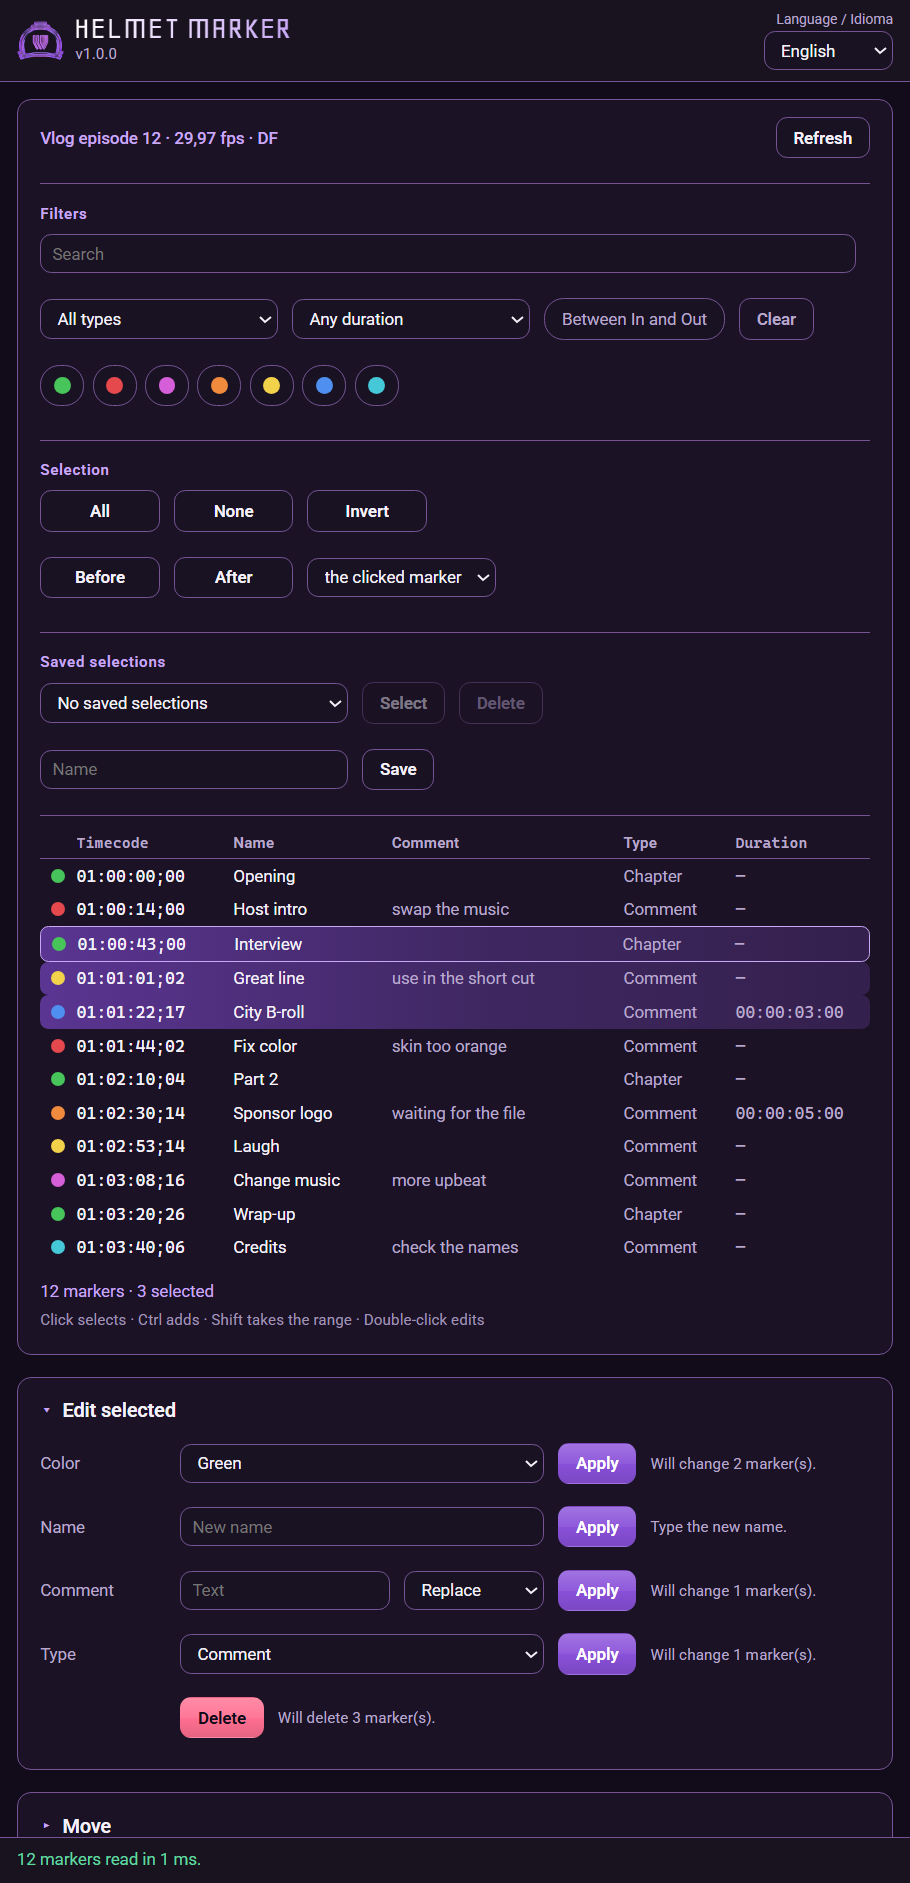 HELMET MARKER
v1.0.0
Language / Idioma
English
Vlog episode 12 · 29,97 fps · DF
Refresh
Filters
Search
All types
Any duration
Between In and Out
Clear
Selection
All
None
Invert
Before
After
the clicked marker
Saved selections
No saved selections
Select
Delete
Name
Save
Timecode Name Comment Type Duration
01:00:00;00 Opening Chapter —
01:00:14;00 Host intro swap the music Comment —
01:00:43;00 Interview Chapter —
01:01:01;02 Great line use in the short cut Comment —
01:01:22;17 City B-roll Comment 00:00:03:00
01:01:44;02 Fix color skin too orange Comment —
01:02:10;04 Part 2 Chapter —
01:02:30;14 Sponsor logo waiting for the file Comment 00:00:05:00
01:02:53;14 Laugh Comment —
01:03:08;16 Change music more upbeat Comment —
01:03:20;26 Wrap-up Chapter —
01:03:40;06 Credits check the names Comment —
12 markers · 3 selected
Click selects · Ctrl adds · Shift takes the range · Double-click edits
Edit selected
Color Green Apply Will change 2 marker(s).
Name New name Apply Type the new name.
Comment Text Replace Apply Will change 1 marker(s).
Type Comment Apply Will change 1 marker(s).
Delete Will delete 3 marker(s).
Move
12 markers read in 1 ms.